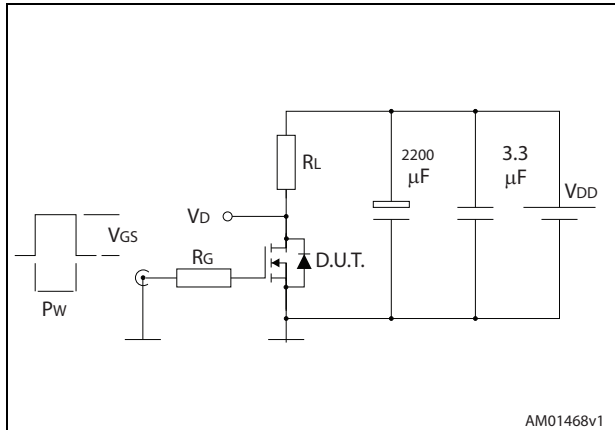 RL
2200
μF
3.3
μF
VDD
VD
VGS
RG
D.U.T.
PW
AM01468v1